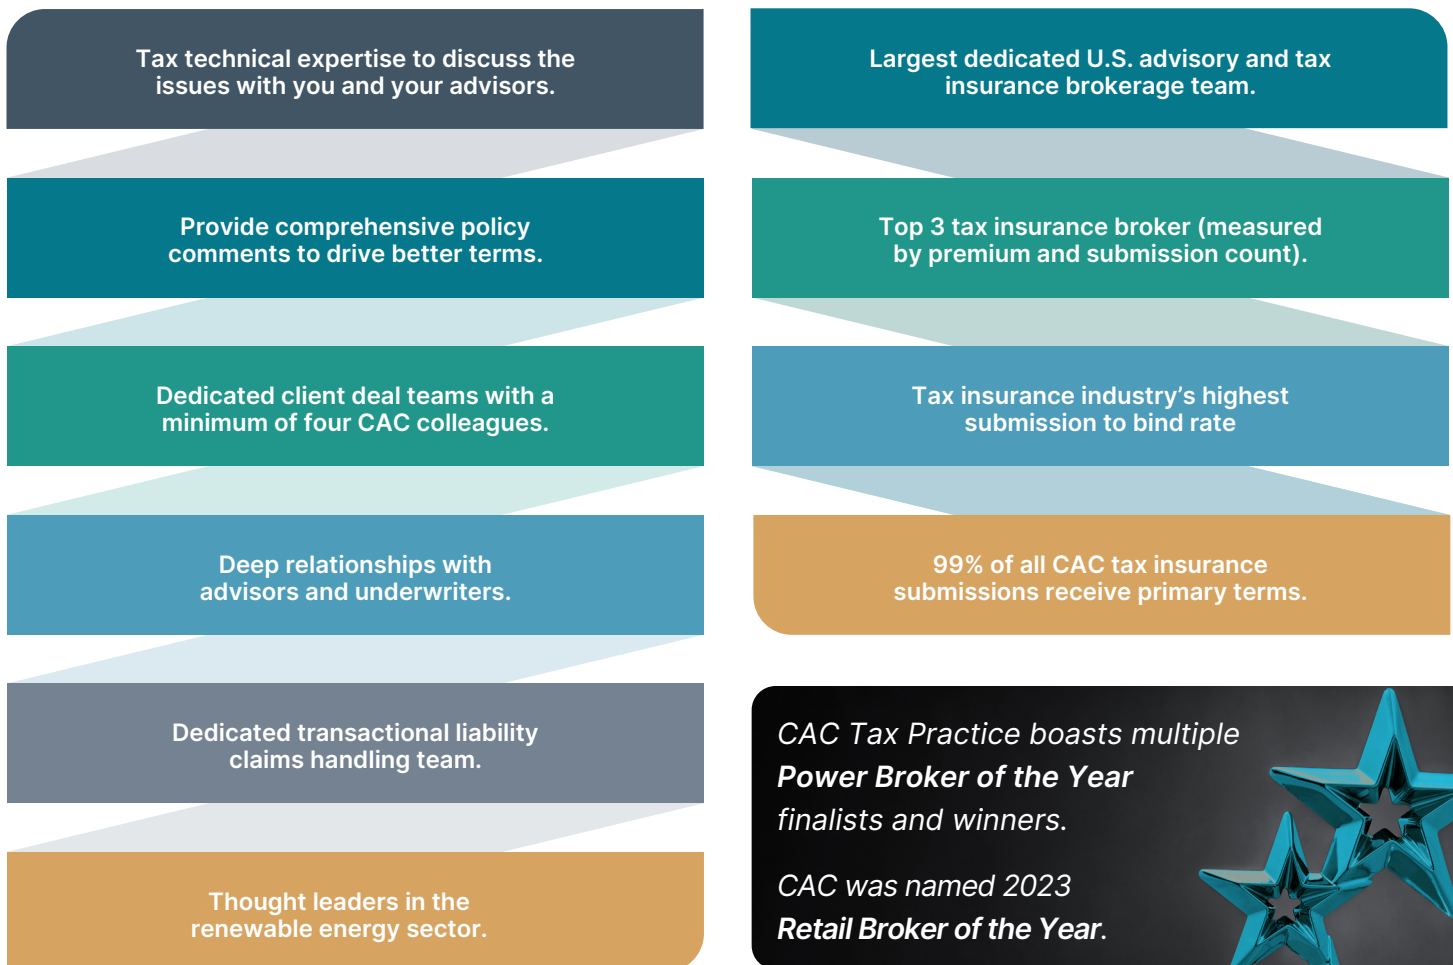 Tax technical expertise to discuss the
issues with you and your advisors.
Provide comprehensive policy
comments to drive better terms.
Dedicated client deal teams with a
minimum of four CAC colleagues.
Deep relationships with
advisors and underwriters.
Dedicated transactional liability
claims handling team.
Thought leaders in the
renewable energy sector.
Largest dedicated U.S. advisory and tax
insurance brokerage team.
Top 3 tax insurance broker (measured
by premium and submission count).
Tax insurance industry’s highest
submission to bind rate
99% of all CAC tax insurance
submissions receive primary terms.
CAC Tax Practice boasts multiple
Power Broker of the Year
finalists and winners.
CAC was named 2023
Retail Broker of the Year.